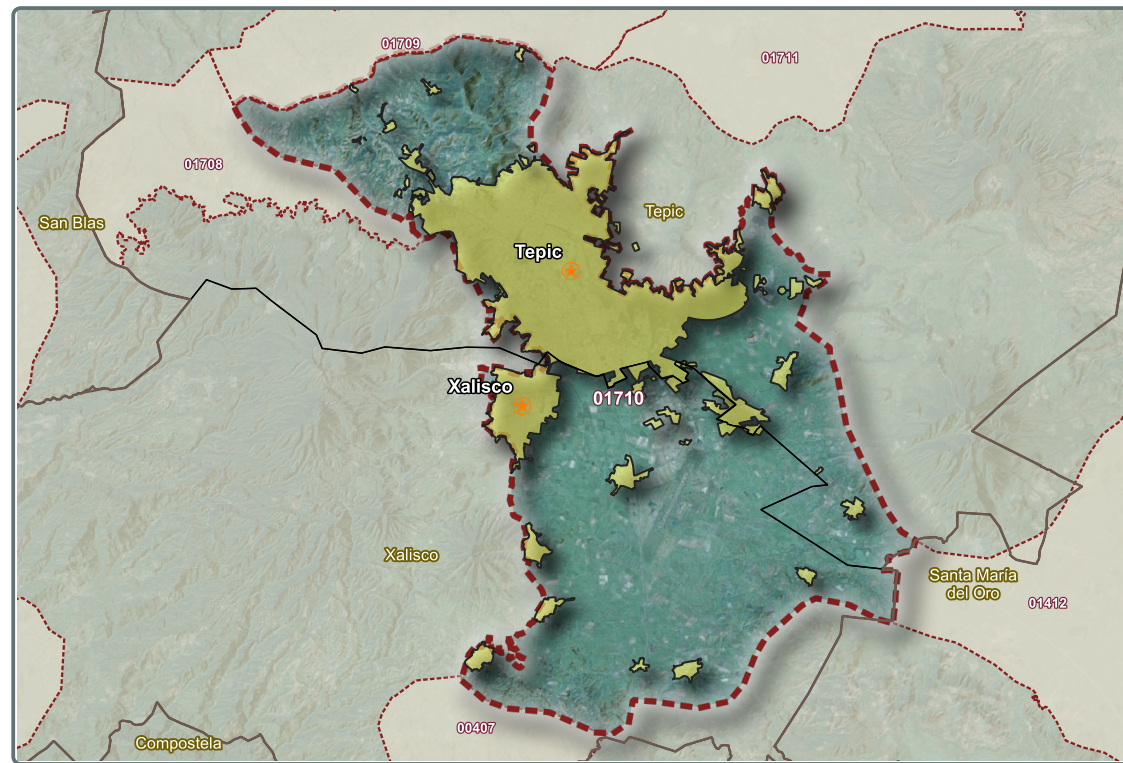 01709
01711
01708
San Blas
Tepic
Tepic
Xalisco
01710
Xalisco
Santa María
del Oro
01412
00407
Compostela